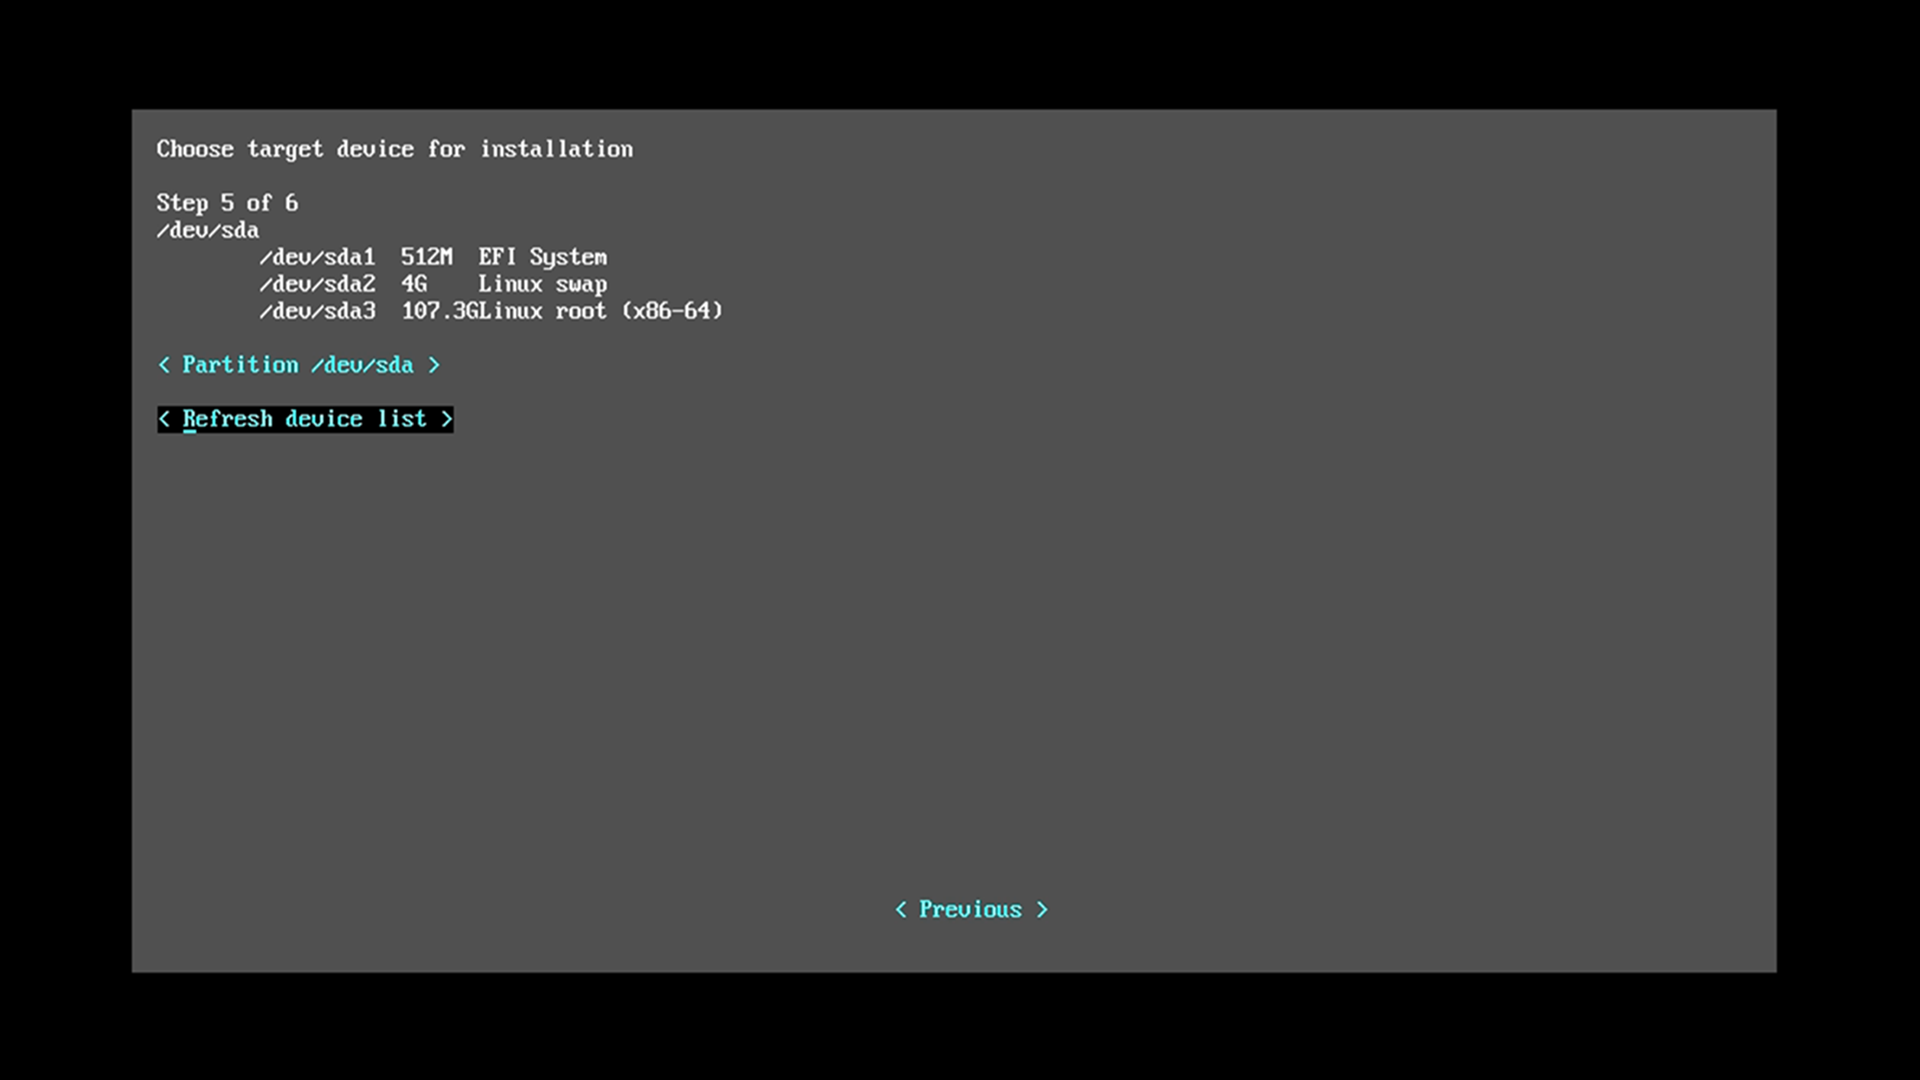 Choose target device for installation
Step 5 of 6
/dev/sda
/dev/sda1 512M EFI System
/dev/sda2 4G Linux swap
/dev/sda3 107.3GLinux root (x86-64)
< Partition /dev/sda >
< Refresh device list >
< Previous >